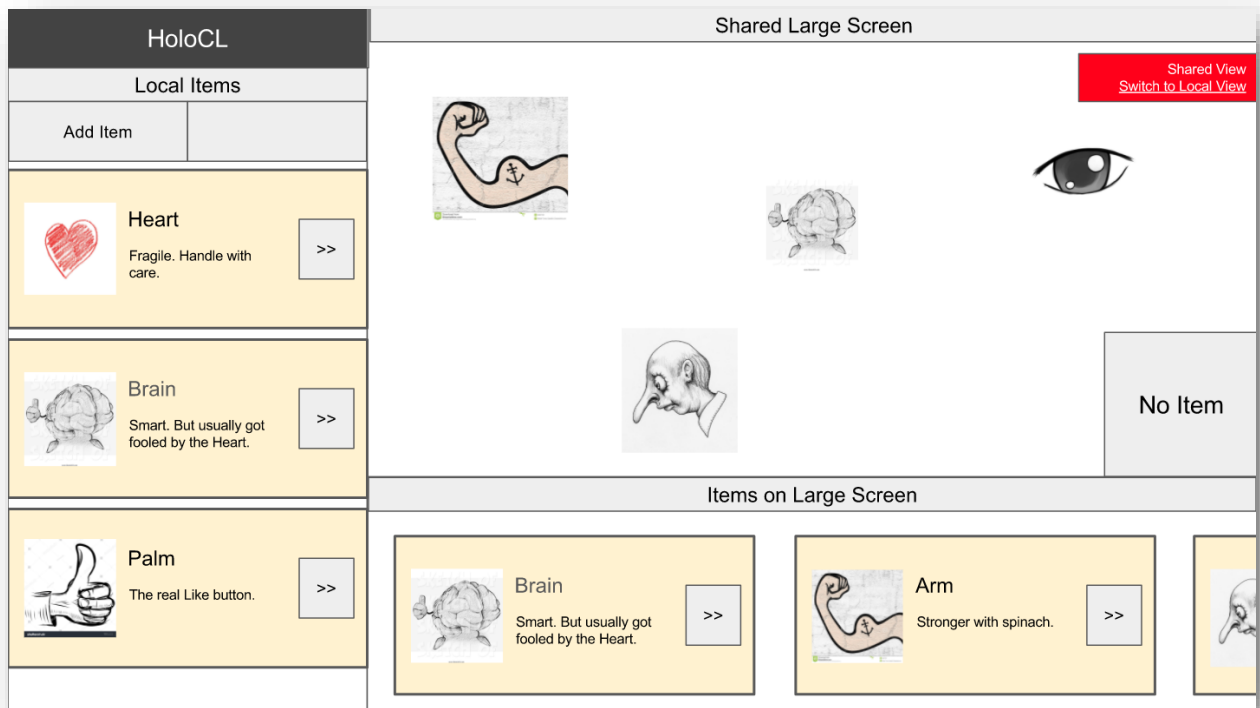 HoloCL
Local Items
Add Item
Heart
Fragile. Handle with
care.
>>
Brain
Smart. But usually got
fooled by the Heart.
>>
Palm
The real Like button.
>>
Shared Large Screen
Shared View
Switch to Local View
No Item
Items on Large Screen
Brain
Smart. But usually got
fooled by the Heart.
>>
Arm
Stronger with spinach.
>>